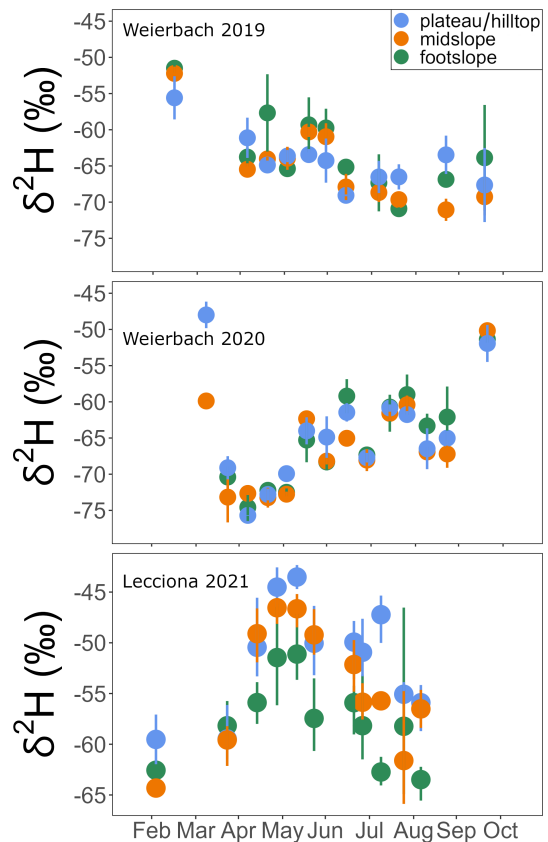 Weierbach 2019
plateau/hilltop
midslope
footslope
δ²H (‰)
-45
-50
-55
-60
-65
-70
-75
Weierbach 2020
δ²H (‰)
-45
-50
-55
-60
-65
-70
-75
Lecciona 2021
δ²H (‰)
-45
-50
-55
-60
-65
Feb Mar Apr May Jun Jul Aug Sep Oct